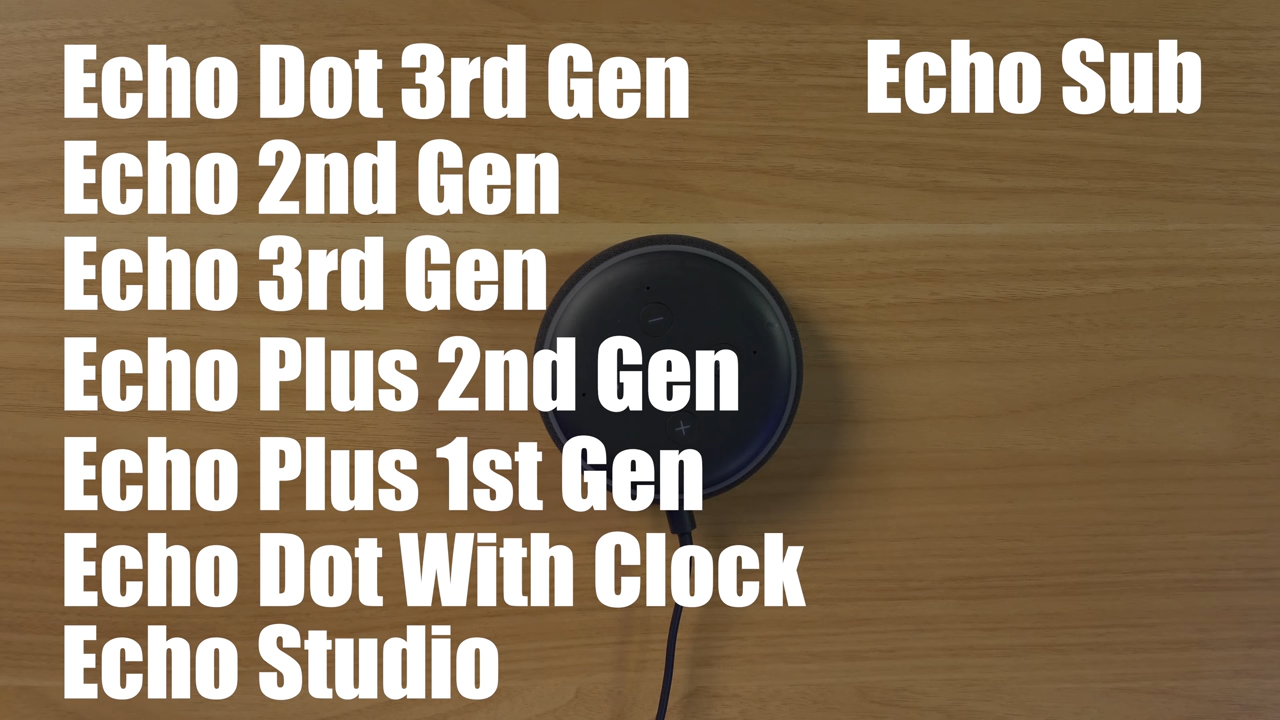 Echo Dot 3rd Gen
Echo 2nd Gen
Echo 3rd Gen
Echo Plus 2nd Gen
Echo Plus 1st Gen
Echo Dot With Clock
Echo Studio
Echo Sub